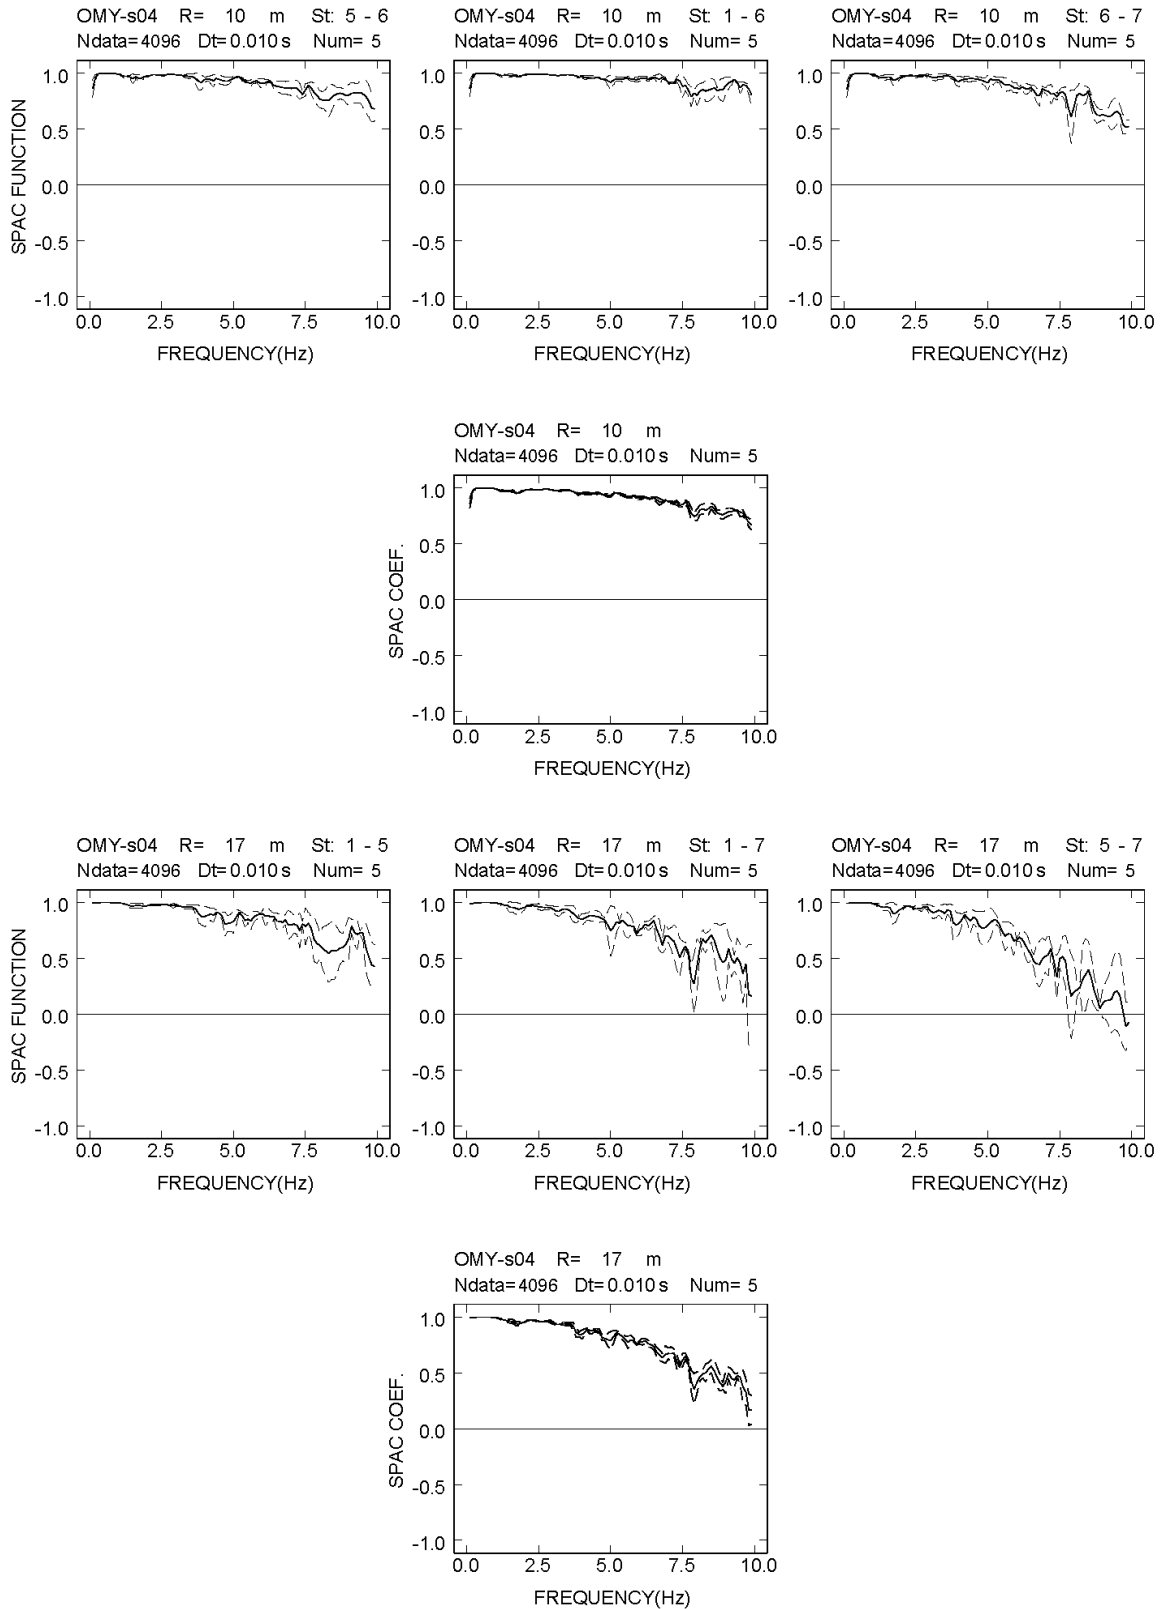 OMY-s04 R= 10 m St: 5 - 6
Ndata=4096 Dt=0.010 s Num= 5
SPAC FUNCTION
1.0
0.5
0.0
-0.5
-1.0
0.0 2.5 5.0 7.5 10.0
FREQUENCY(Hz)
OMY-s04 R= 10 m St: 1 - 6
Ndata=4096 Dt=0.010 s Num= 5
1.0
0.5
0.0
-0.5
-1.0
0.0 2.5 5.0 7.5 10.0
FREQUENCY(Hz)
OMY-s04 R= 10 m St: 6 - 7
Ndata=4096 Dt=0.010 s Num= 5
1.0
0.5
0.0
-0.5
-1.0
0.0 2.5 5.0 7.5 10.0
FREQUENCY(Hz)
OMY-s04 R= 10 m
Ndata=4096 Dt=0.010 s Num= 5
SPAC COEF.
1.0
0.5
0.0
-0.5
-1.0
0.0 2.5 5.0 7.5 10.0
FREQUENCY(Hz)
OMY-s04 R= 17 m St: 1 - 5
Ndata=4096 Dt=0.010 s Num= 5
SPAC FUNCTION
1.0
0.5
0.0
-0.5
-1.0
0.0 2.5 5.0 7.5 10.0
FREQUENCY(Hz)
OMY-s04 R= 17 m St: 1 - 7
Ndata=4096 Dt=0.010 s Num= 5
1.0
0.5
0.0
-0.5
-1.0
0.0 2.5 5.0 7.5 10.0
FREQUENCY(Hz)
OMY-s04 R= 17 m St: 5 - 7
Ndata=4096 Dt=0.010 s Num= 5
1.0
0.5
0.0
-0.5
-1.0
0.0 2.5 5.0 7.5 10.0
FREQUENCY(Hz)
OMY-s04 R= 17 m
Ndata=4096 Dt=0.010 s Num= 5
SPAC COEF.
1.0
0.5
0.0
-0.5
-1.0
0.0 2.5 5.0 7.5 10.0
FREQUENCY(Hz)